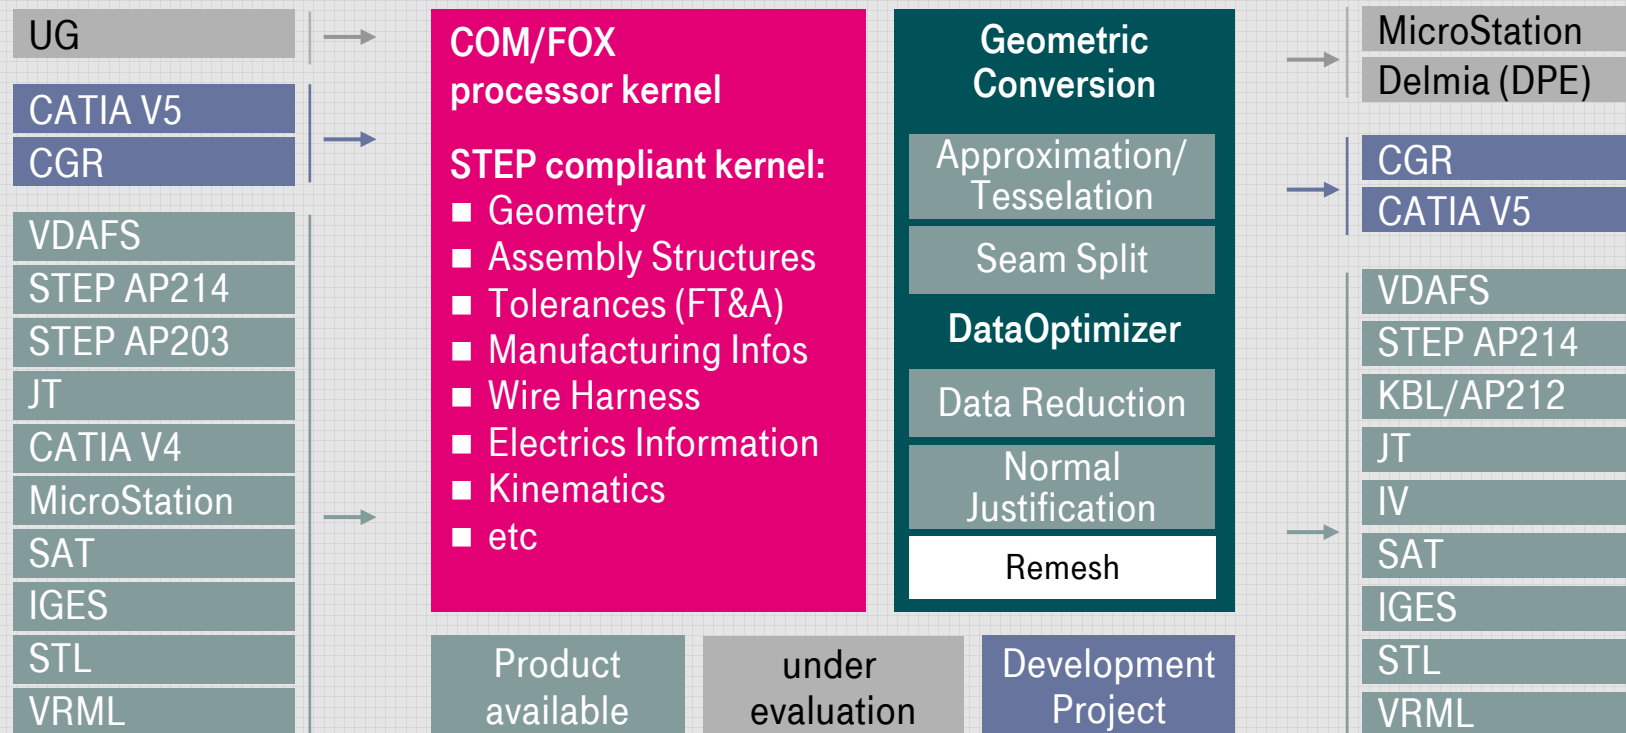 UG
CATIA V5
CGR
VDAFS
STEP AP214
STEP AP203
JT
CATIA V4
MicroStation
SAT
IGES
STL
VRML
COM/FOX
processor kernel
STEP compliant kernel:
■ Geometry
■ Assembly Structures
■ Tolerances (FT&A)
■ Manufacturing Infos
■ Wire Harness
■ Electrics Information
■ Kinematics
■ etc
Geometric
Conversion
Approximation/
Tesselation
Seam Split
DataOptimizer
Data Reduction
Normal
Justification
Remesh
Product
available
under
evaluation
Development
Project
MicroStation
Delmia (DPE)
CGR
CATIA V5
VDAFS
STEP AP214
KBL/AP212
JT
IV
SAT
IGES
STL
VRML